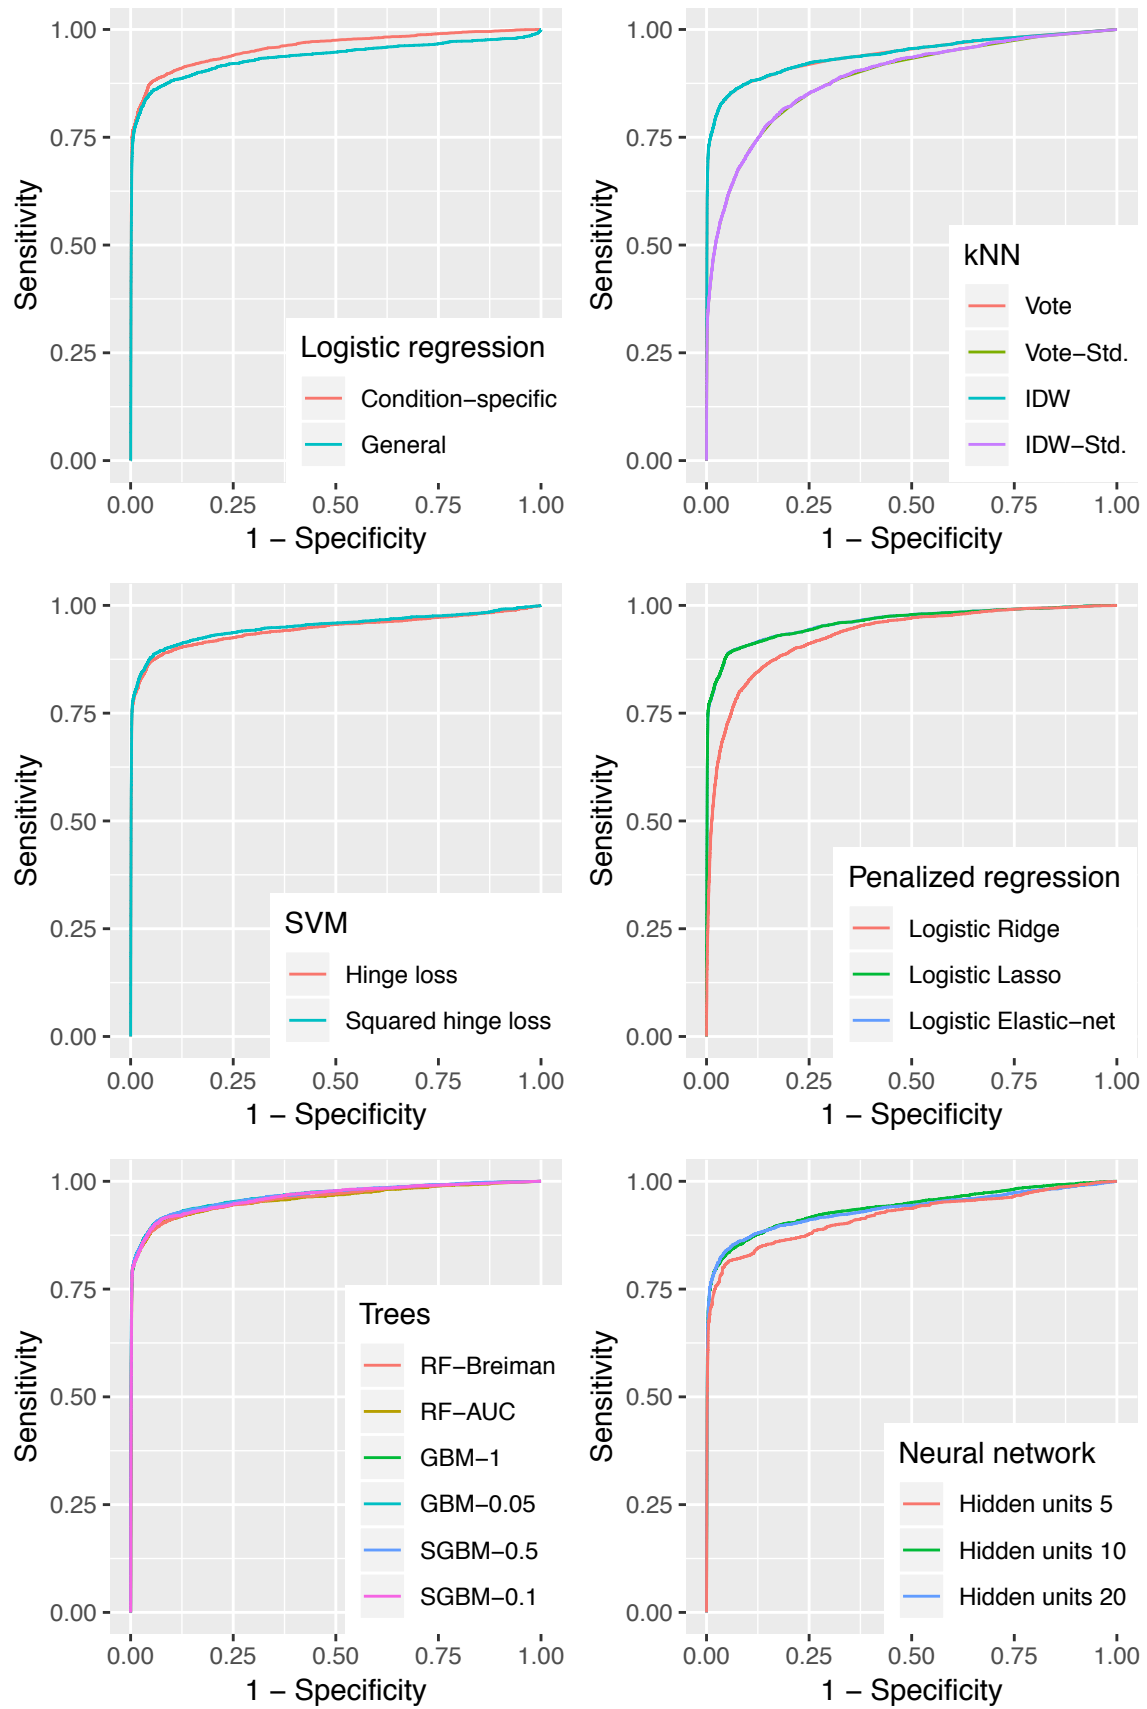 1.00
0.75
0.50
0.25
0.00
Sensitivity
Logistic regression
Condition−specific
General
0.00 0.25 0.50 0.75 1.00
1 − Specificity
1.00
0.75
0.50
0.25
0.00
Sensitivity
kNN
Vote
Vote−Std.
IDW
IDW−Std.
0.00 0.25 0.50 0.75 1.00
1 − Specificity
1.00
0.75
0.50
0.25
0.00
Sensitivity
SVM
Hinge loss
Squared hinge loss
0.00 0.25 0.50 0.75 1.00
1 − Specificity
1.00
0.75
0.50
0.25
0.00
Sensitivity
Penalized regression
Logistic Ridge
Logistic Lasso
Logistic Elastic−net
0.00 0.25 0.50 0.75 1.00
1 − Specificity
1.00
0.75
0.50
0.25
0.00
Sensitivity
Trees
RF−Breiman
RF−AUC
GBM−1
GBM−0.05
SGBM−0.5
SGBM−0.1
0.00 0.25 0.50 0.75 1.00
1 − Specificity
1.00
0.75
0.50
0.25
0.00
Sensitivity
Neural network
Hidden units 5
Hidden units 10
Hidden units 20
0.00 0.25 0.50 0.75 1.00
1 − Specificity